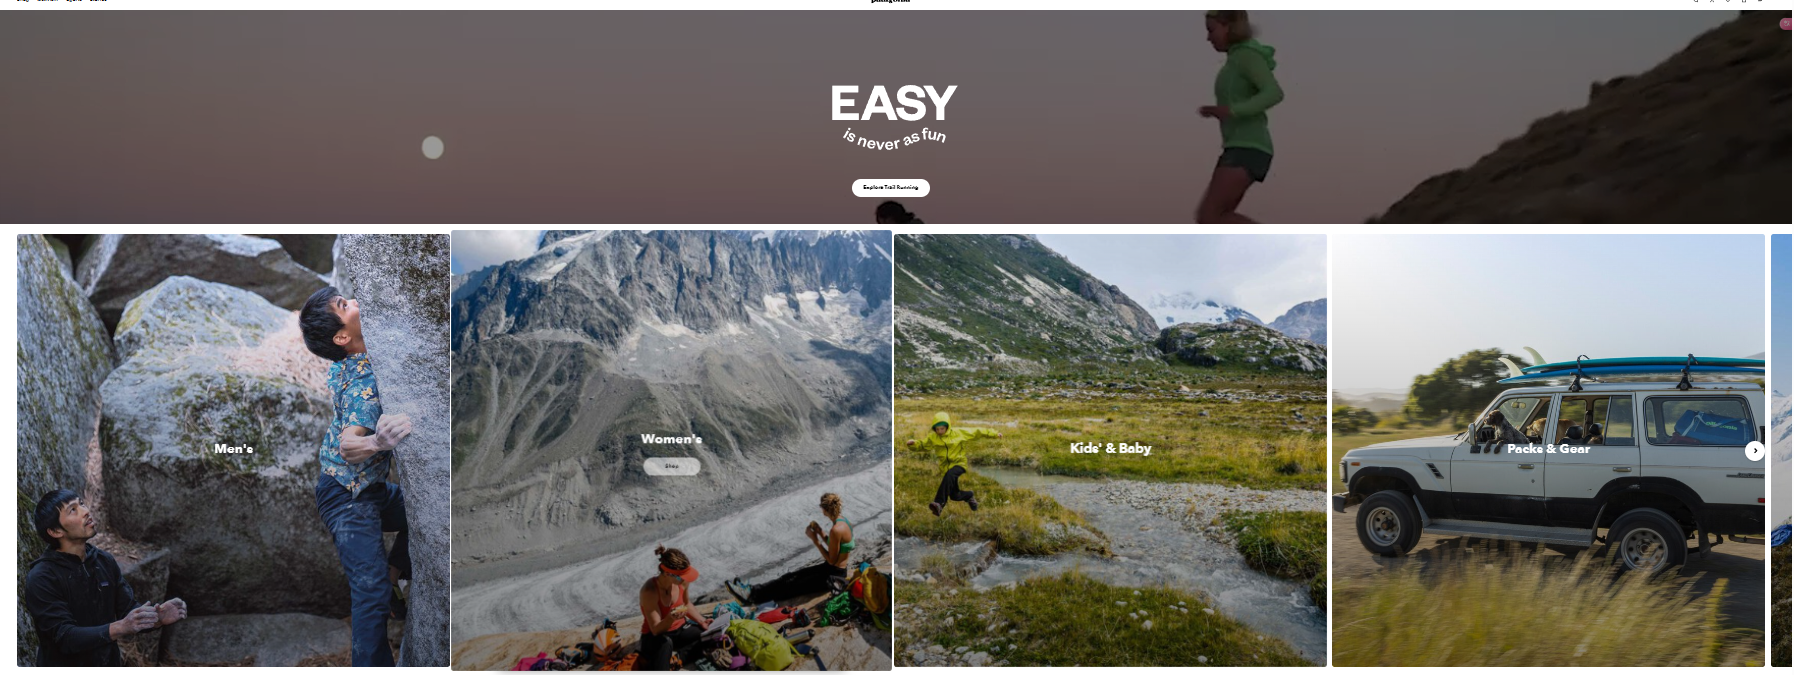 EASY
is never as fun
Explore Trail Running
Men's
Women's
Shop
Kids' & Baby
Packs & Gear